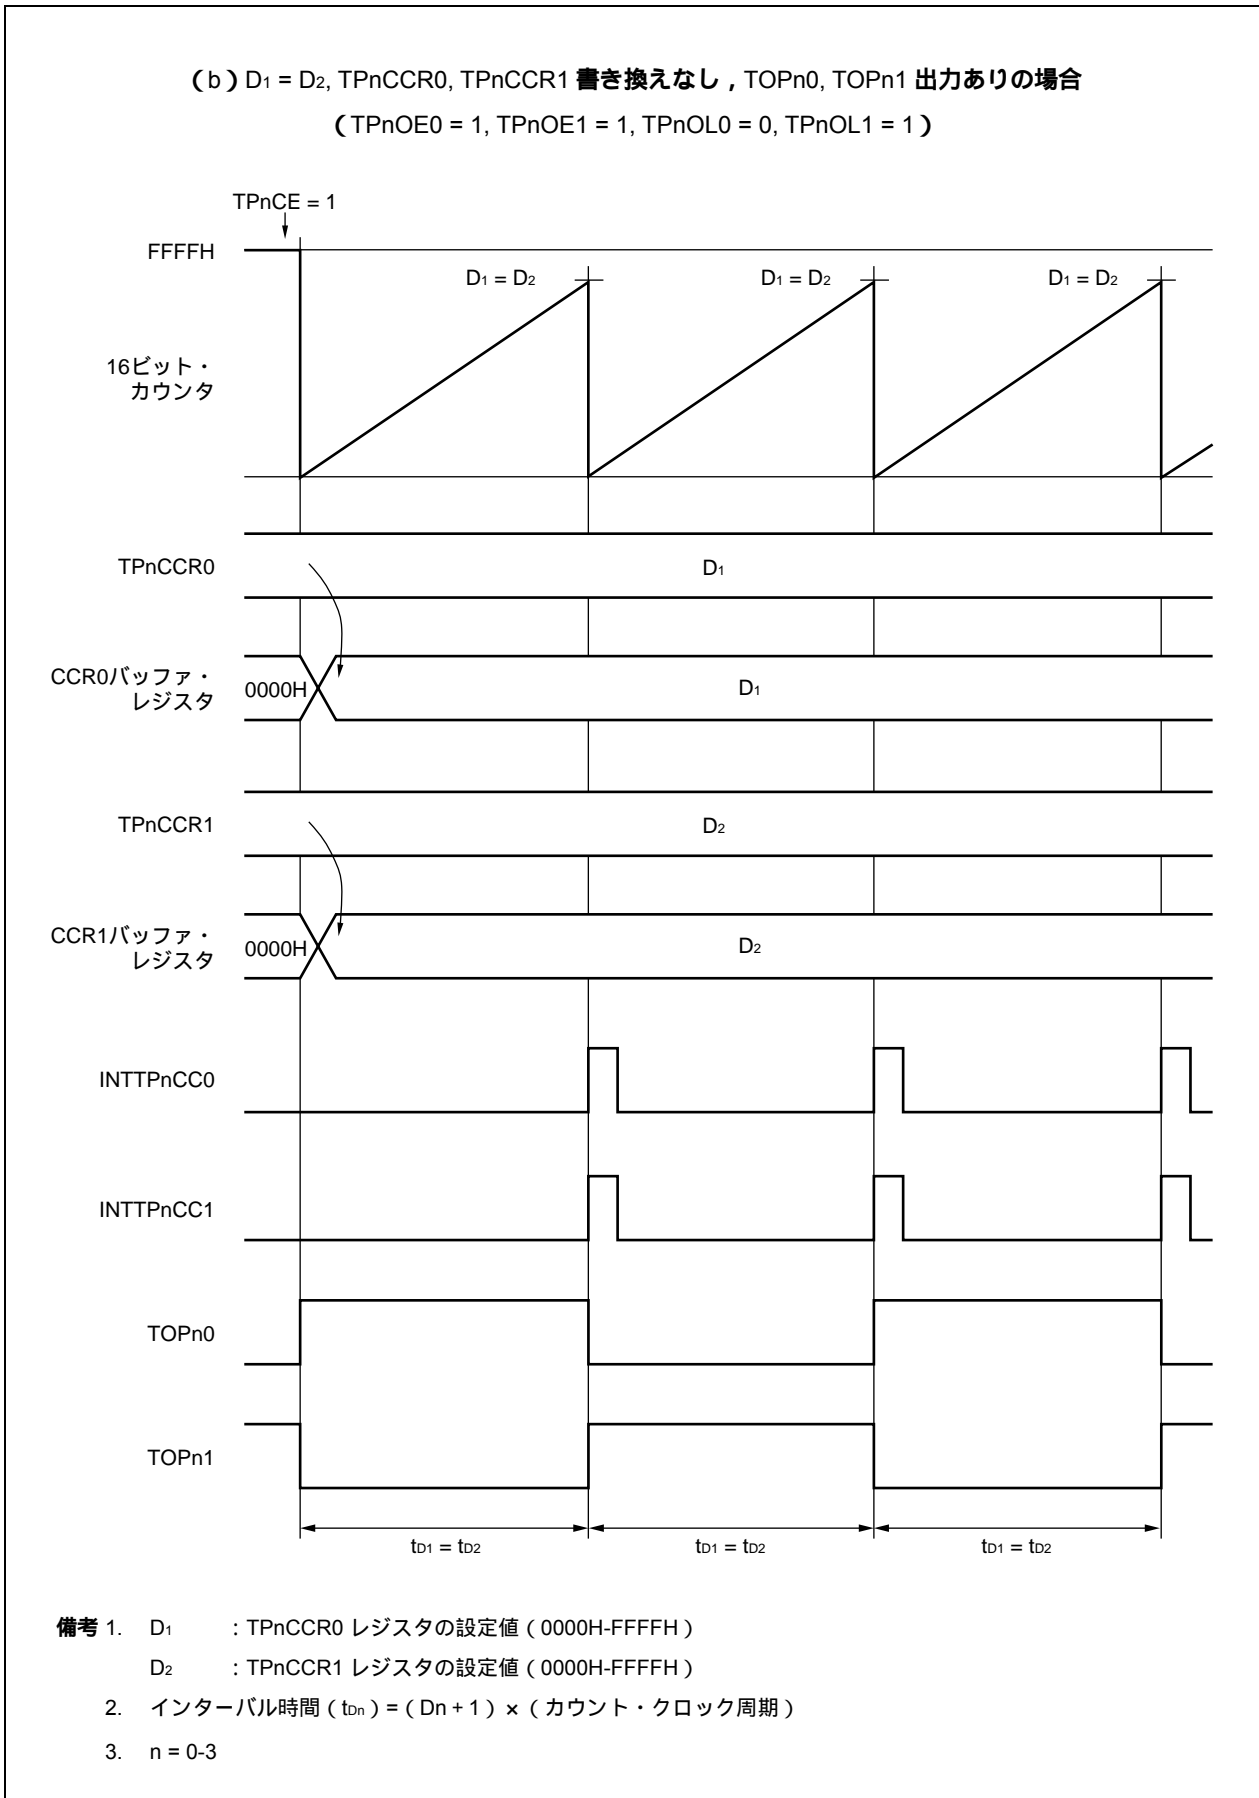 （b）D1 = D2, TPnCCR0, TPnCCR1 書き換えなし，TOPn0, TOPn1 出力ありの場合
（TPnOE0 = 1, TPnOE1 = 1, TPnOL0 = 0, TPnOL1 = 1）
TPnCE = 1
FFFFH
D1 = D2
D1 = D2
D1 = D2
16ビット・
カウンタ
TPnCCR0
D1
CCR0バッファ・
レジスタ
0000H
D1
TPnCCR1
D2
CCR1バッファ・
レジスタ
0000H
D2
INTTPnCC0
INTTPnCC1
TOPn0
TOPn1
tD1 = tD2
tD1 = tD2
tD1 = tD2
備考 1. D1 ：TPnCCR0 レジスタの設定値（0000H-FFFFH）
D2 ：TPnCCR1 レジスタの設定値（0000H-FFFFH）
2. インターバル時間（tDn）=（Dn + 1）×（カウント・クロック周期）
3. n = 0-3